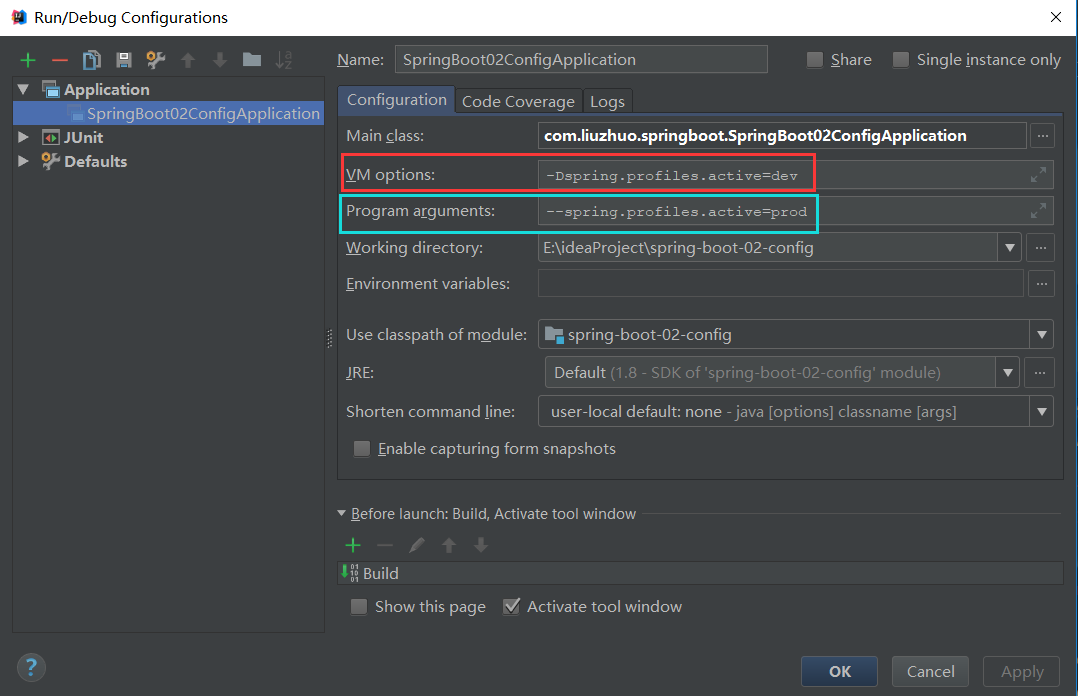 Run/Debug Configurations
Name: SpringBoot02ConfigApplication Share Single instance only
Application
SpringBoot02ConfigApplication
JUnit
Defaults
Configuration Code Coverage Logs
Main class: com.liuzhuo.springboot.SpringBoot02ConfigApplication
VM options: -Dspring.profiles.active=dev
Program arguments: --spring.profiles.active=prod
Working directory: E:\ideaProject\spring-boot-02-config
Environment variables:
Use classpath of module: spring-boot-02-config
JRE: Default (1.8 - SDK of 'spring-boot-02-config' module)
Shorten command line: user-local default: none - java [options] classname [args]
Enable capturing form snapshots
Before launch: Build, Activate tool window
Build
Show this page Activate tool window
? OK Cancel Apply